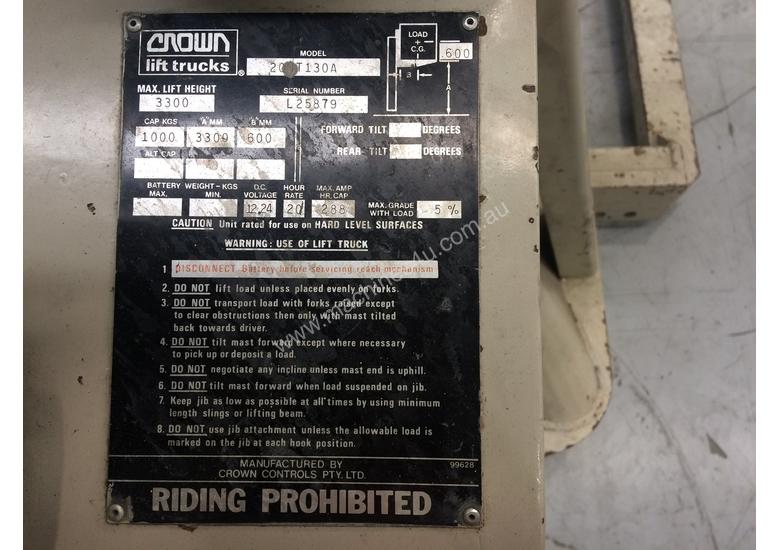 CROWN
lift trucks
®
MODEL
LOAD
+
C.G.
.600
B
A
MAX. LIFT HEIGHT
3300
SERIAL NUMBER
L25879
CAP KGS "A" MM "B" MM
1000 3300 600
FORWARD TILT DEGREES
REAR TILT DEGREES
ALT CAP
BATTERY WEIGHT-KGS
MAX. MIN.
D.C. VOLTAGE
12,24
HOUR RATE
20
MAX. AMP HR. CAP
288
MAX. GRADE WITH LOAD
5 %
CAUTION Unit rated for use on HARD LEVEL SURFACES
WARNING: USE OF LIFT TRUCK
1 DISCONNECT Battery before servicing reach mechanism
2. DO NOT lift load unless placed evenly on forks.
3. DO NOT transport load with forks raised except
to clear obstructions then only with mast tilted
back towards driver.
4. DO NOT tilt mast forward except where necessary
to pick up or deposit a load.
5. DO NOT negotiate any incline unless mast end is uphill.
6. DO NOT tilt mast forward when load suspended on jib.
7. Keep jib as low as possible at all times by using minimum
length slings or lifting beam.
8. DO NOT use jib attachment unless the allowable load is
marked on the jib at each hook position.
MANUFACTURED BY
CROWN CONTROLS PTY. LTD.
99628
RIDING PROHIBITED
www.machines4u.com.au